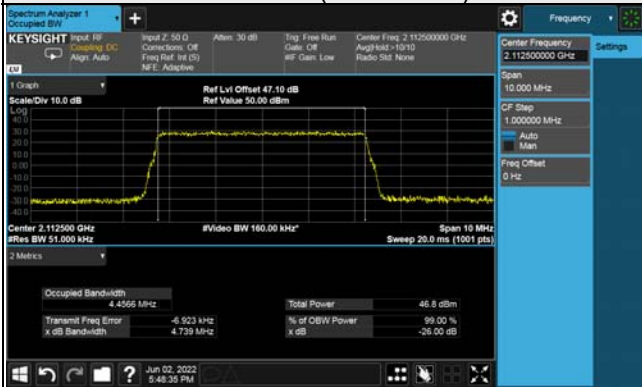 Spectrum Analyzer 1
Occupied BW
Frequency
KEYSIGHT
Input: RF
Coupling: DC
Align: Auto
Input Z: 50 Ω
Corrections: Off
Freq Ref: Int (S)
NFE: Adaptive
Atten: 30 dB
Trig: Free Run
Gate: Off
#IF Gain: Low
Center Freq: 2.112500000 GHz
Avg|Hold:>10/10
Radio Std: None
LXI
Center Frequency
2.112500000 GHz
Settings
Span
10.000 MHz
CF Step
1.000000 MHz
Auto
Man
Freq Offset
0 Hz
1 Graph
Scale/Div 10.0 dB
Ref Lvl Offset 47.10 dB
Ref Value 50.00 dBm
Log
40.0
30.0
20.0
10.0
0.00
-10.0
-20.0
-30.0
-40.0
Center 2.112500 GHz
#Video BW 160.00 kHz*
Span 10 MHz
#Res BW 51.000 kHz
Sweep 20.0 ms (1001 pts)
2 Metrics
Occupied Bandwidth
4.4566 MHz
Total Power 46.8 dBm
Transmit Freq Error -6.923 kHz
% of OBW Power 99.00 %
x dB Bandwidth 4.739 MHz
x dB -26.00 dB
?
Jun 02, 2022
5:48:35 PM